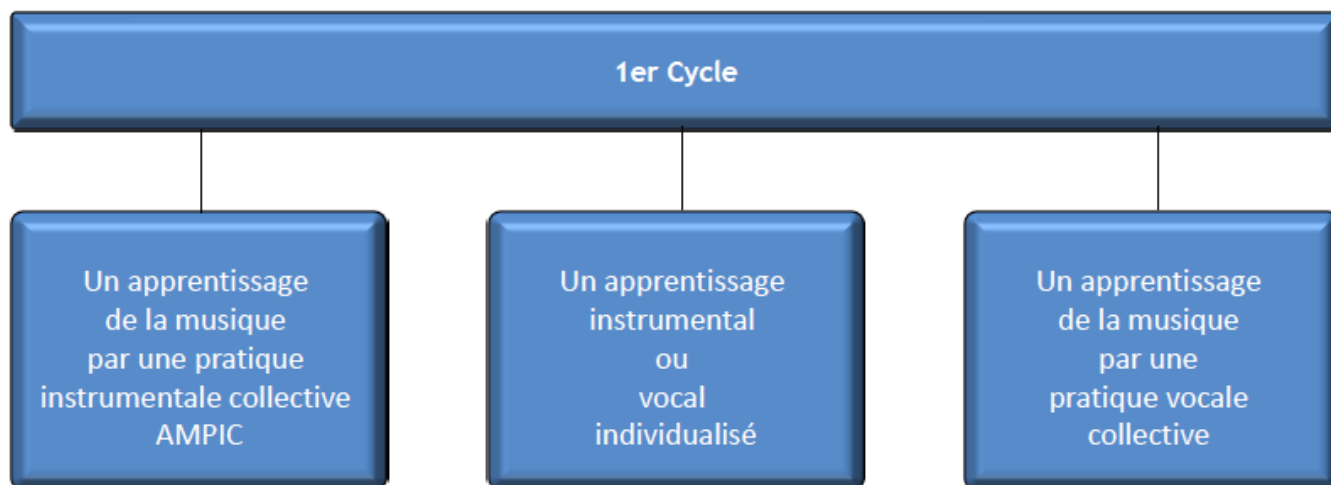 1er Cycle
Un apprentissage
de la musique
par une pratique
instrumentale collective
AMPIC
Un apprentissage
instrumental
ou
vocal
individualisé
Un apprentissage
de la musique
par une
pratique vocale
collective